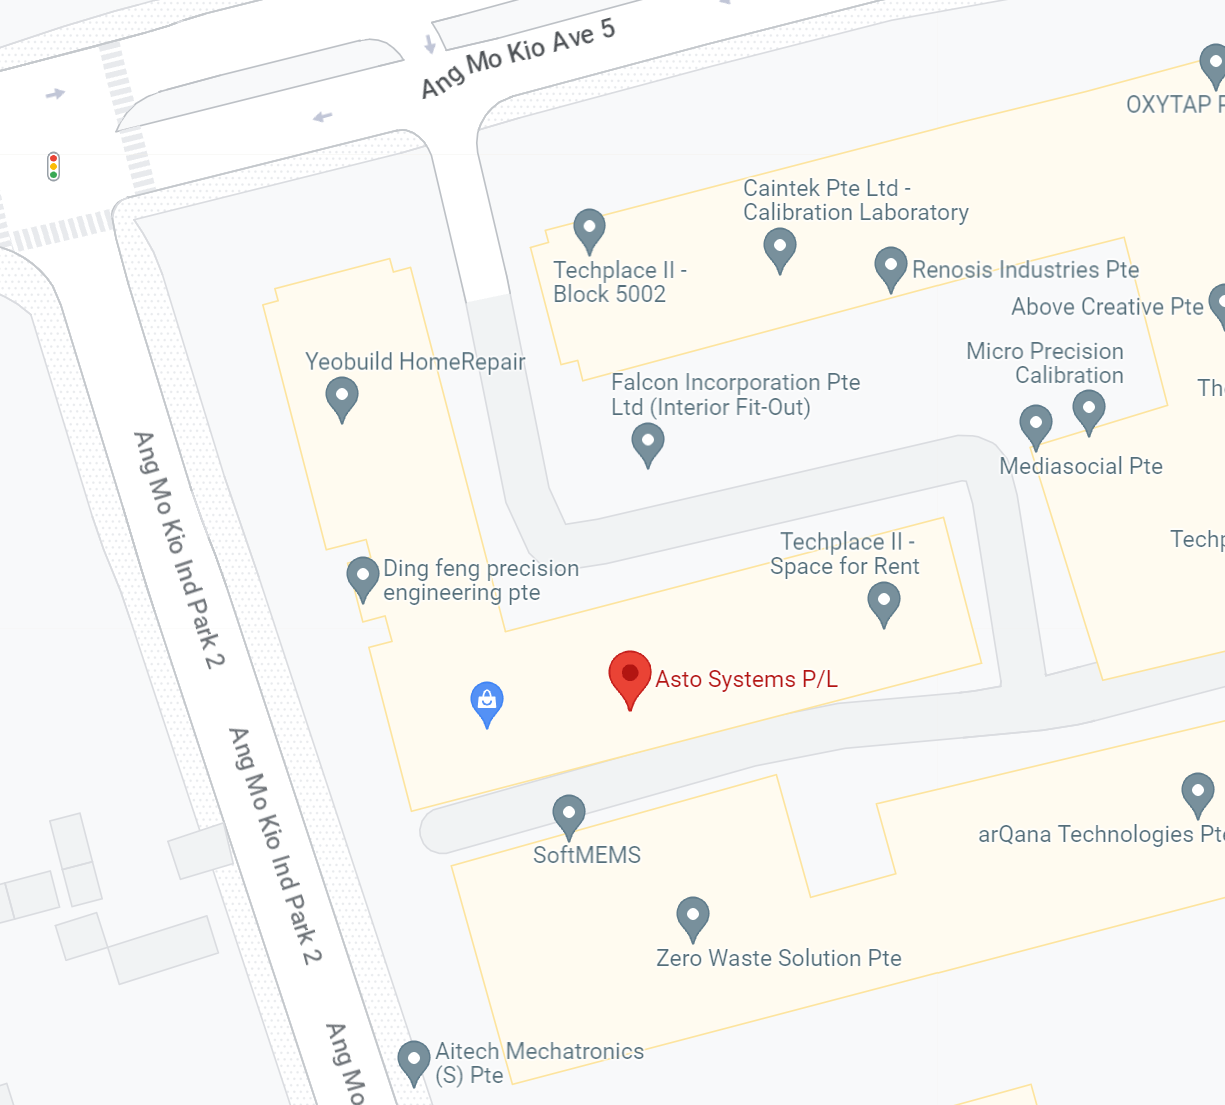 Ang Mo Kio Ave 5
OXYTAP
Caintek Pte Ltd -
Calibration Laboratory
Techplace II -
Block 5002
Renosis Industries Pte
Above Creative Pte
Yeobuild HomeRepair
Micro Precision
Calibration
Falcon Incorporation Pte
Ltd (Interior Fit-Out)
Mediasocial Pte
Ang Mo Kio Ind Park 2
Techplace II -
Space for Rent
Ding feng precision
engineering pte
Asto Systems P/L
Ang Mo Kio Ind Park 2
SoftMEMS
arQana Technologies Pte
Zero Waste Solution Pte
Ang Mo
Aitech Mechatronics
(S) Pte